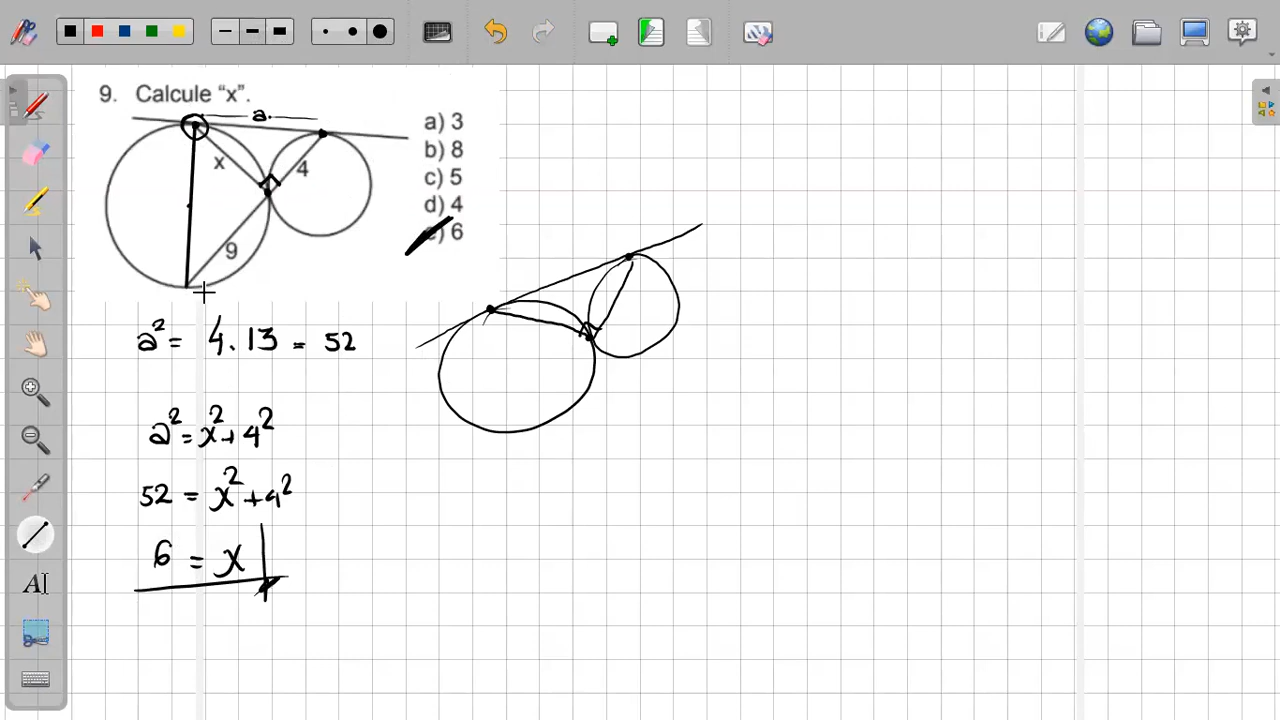 9. Calcule “x”.
a
a) 3
x
4
b) 8
c) 5
d) 4
9
e) 6
a² = 4.13 = 52
a² = x² + 4²
52 = x² + 4²
6 = x
A